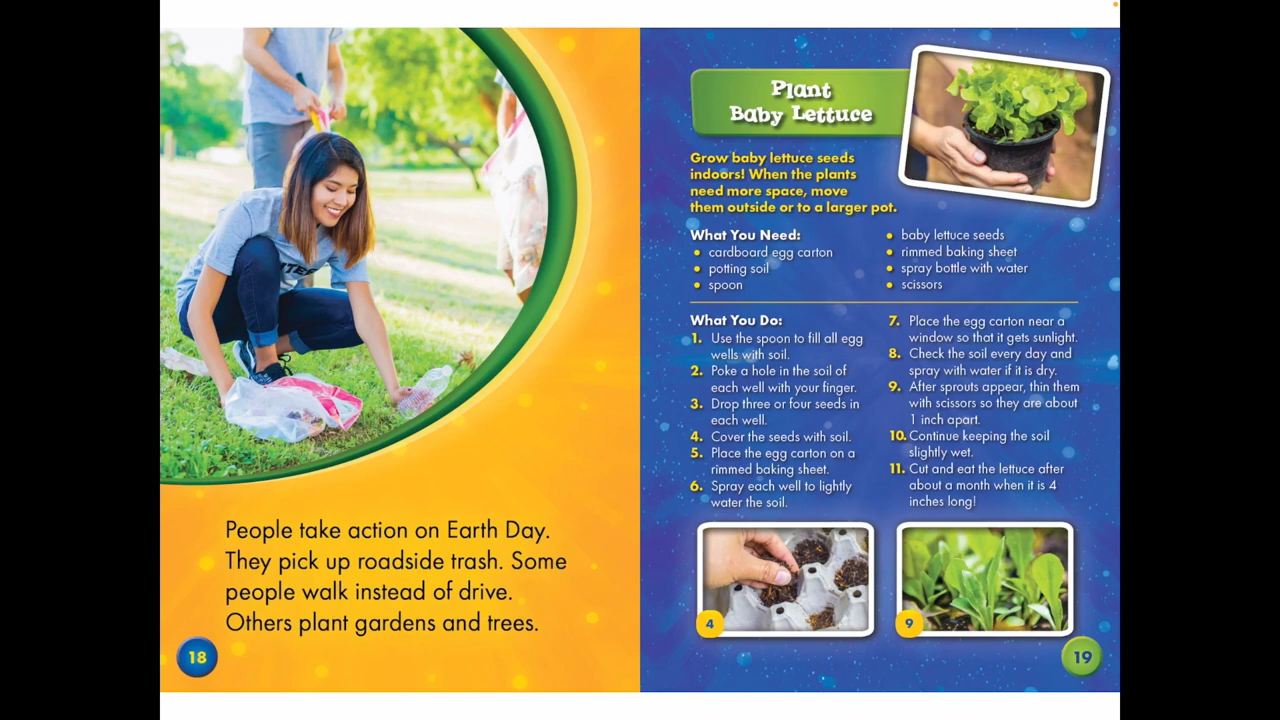 People take action on Earth Day.
They pick up roadside trash. Some
people walk instead of drive.
Others plant gardens and trees.
18
Plant
Baby Lettuce
Grow baby lettuce seeds
indoors! When the plants
need more space, move
them outside or to a larger pot.
What You Need:
• cardboard egg carton
• potting soil
• spoon
• baby lettuce seeds
• rimmed baking sheet
• spray bottle with water
• scissors
What You Do:
1. Use the spoon to fill all egg
wells with soil.
2. Poke a hole in the soil of
each well with your finger.
3. Drop three or four seeds in
each well.
4. Cover the seeds with soil.
5. Place the egg carton on a
rimmed baking sheet.
6. Spray each well to lightly
water the soil.
7. Place the egg carton near a
window so that it gets sunlight.
8. Check the soil every day and
spray with water if it is dry.
9. After sprouts appear, thin them
with scissors so they are about
1 inch apart.
10. Continue keeping the soil
slightly wet.
11. Cut and eat the lettuce after
about a month when it is 4
inches long!
4
9
19